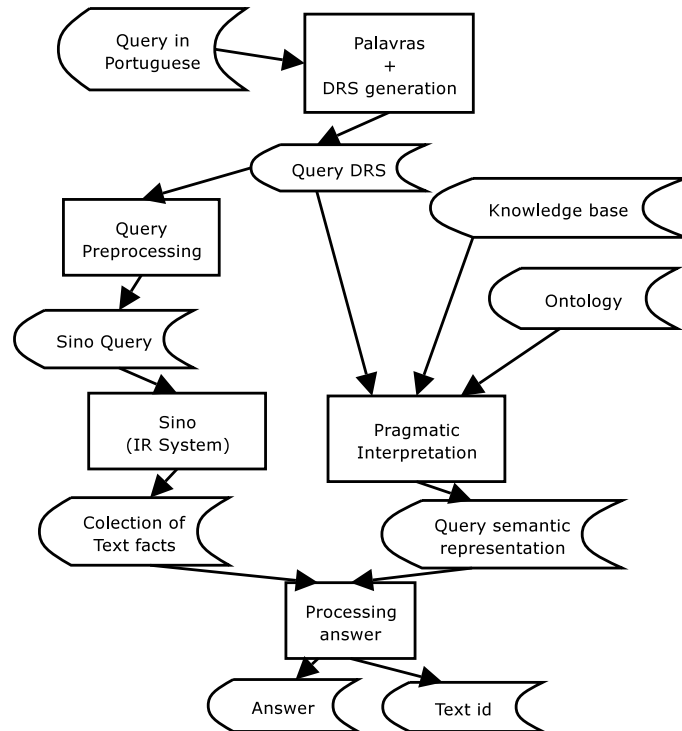 Query in
Portuguese
Palavras
+
DRS generation
Query DRS
Knowledge base
Query
Preprocessing
Ontology
Sino Query
Sino
(IR System)
Pragmatic
Interpretation
Colection of
Text facts
Query semantic
representation
Processing
answer
Answer
Text id